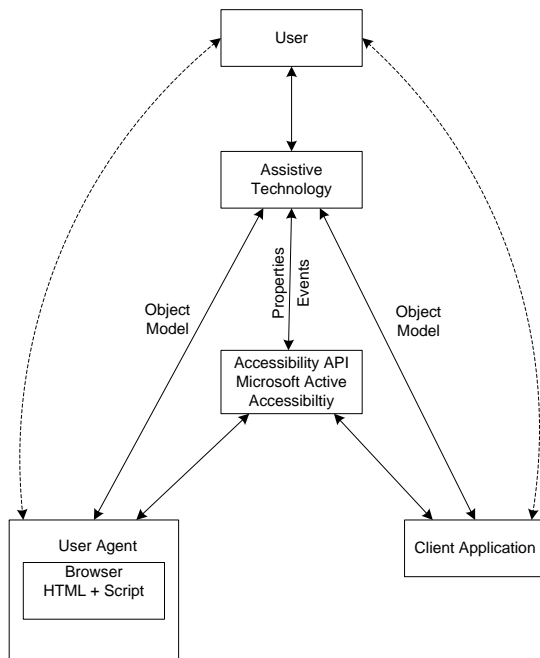 User
Assistive
Technology
Properties
Events
Object
Model
Object
Model
Accessibility API
Microsoft Active
Accessibiltiy
User Agent
Browser
HTML + Script
Client Application